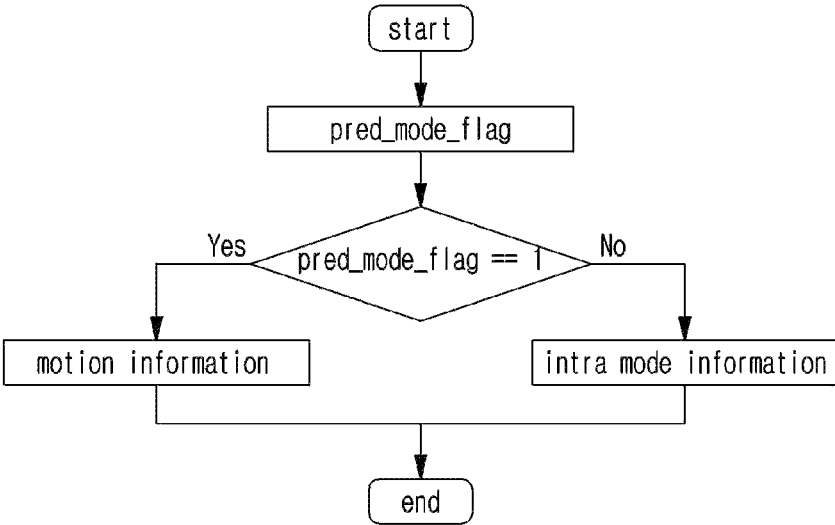 start
pred_mode_flag
Yes
pred_mode_flag == 1
No
motion information
intra mode information
end